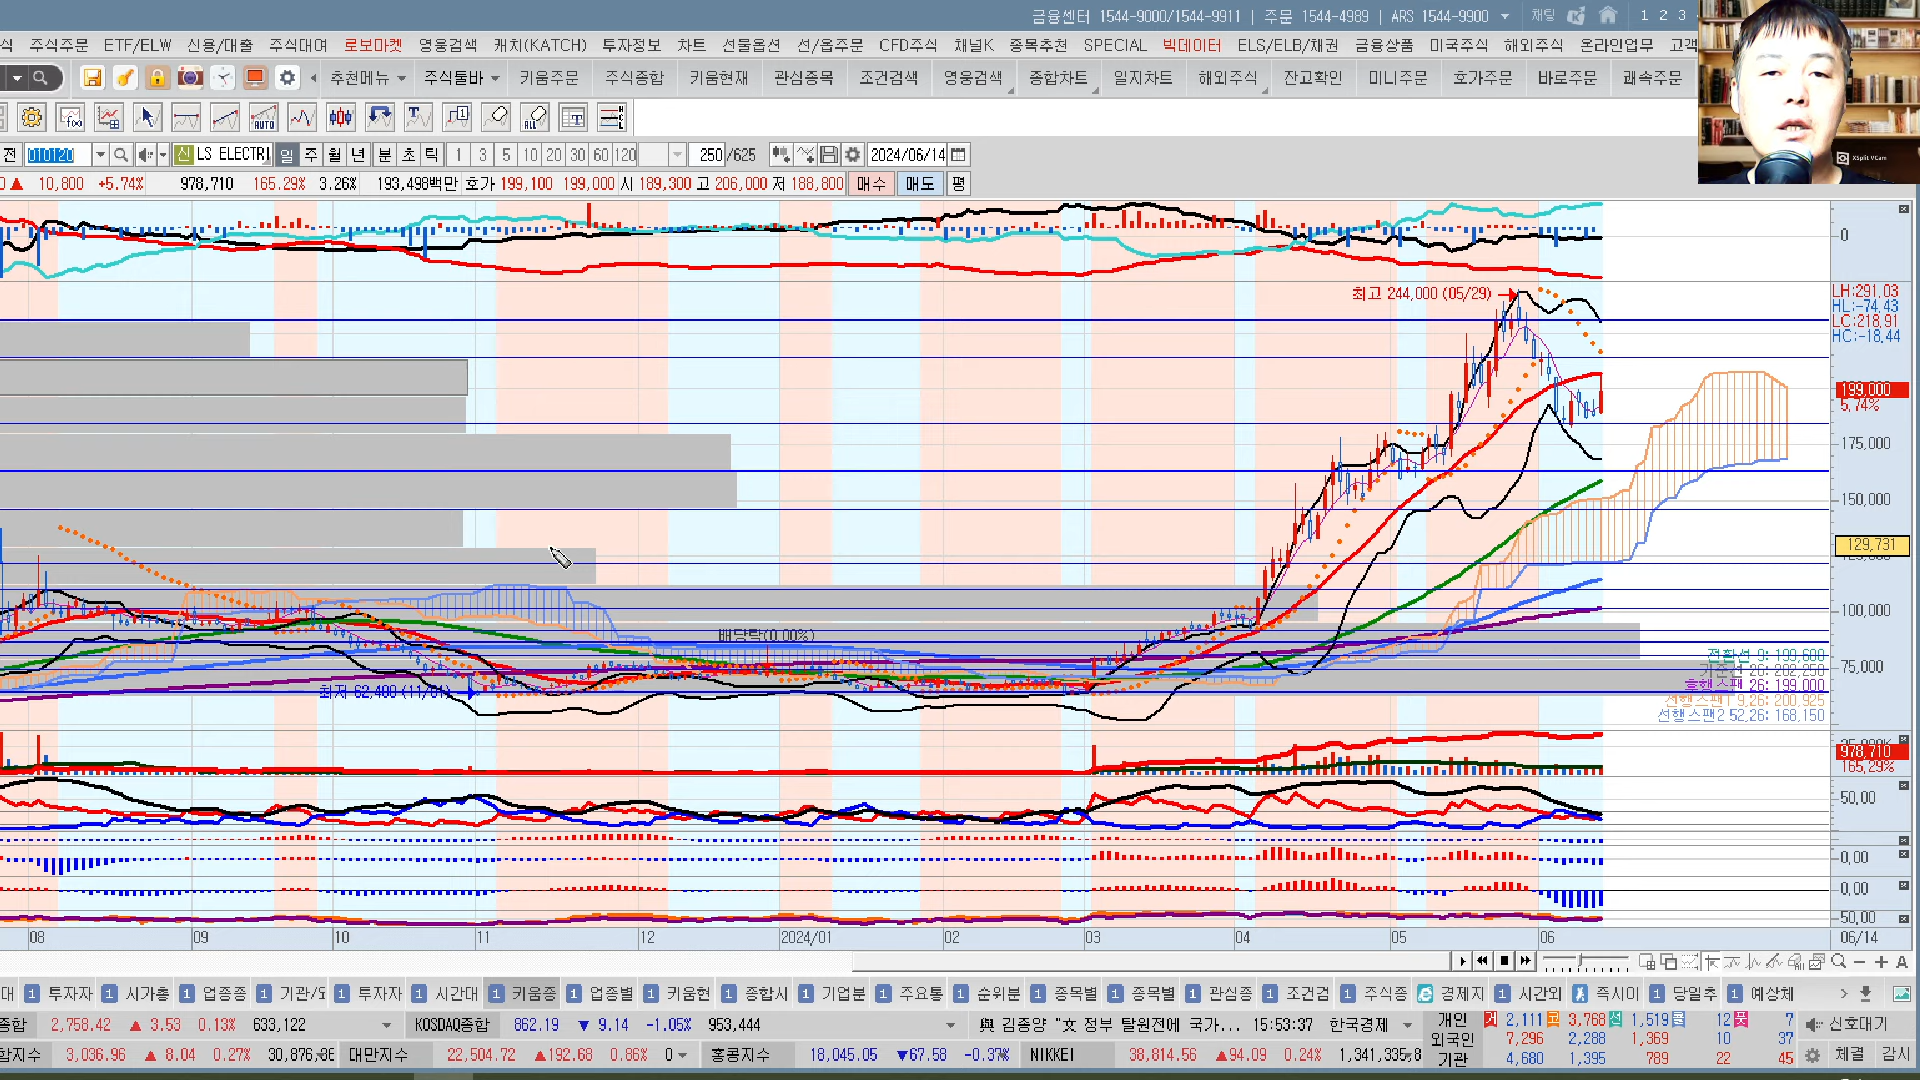 금융센터 1544-9000/1544-9911 | 주문 1544-4989 | ARS 1544-9900 채팅 1 2 3
식 주식주문 ETF/ELW 신용/대출 주식대여 로보마켓 영웅검색 캐치(KATCH) 투자정보 차트 선물옵션 선/옵주문 CFD주식 채널K 종목추천 SPECIAL 빅데이터 ELS/ELB/채권 금융상품 미국주식 해외주식 온라인업무 고객
추천메뉴 주식툴바 키움주문 주식종합 키움현재 관심종목 조건검색 영웅검색 종합차트 일지차트 해외주식 잔고확인 미니주문 호가주문 바로주문 쾌속주문
f(x) AUTO T ALL
전 010120 신 LS ELECTRI 일 주 월 년 분 초 틱 1 3 5 10 20 30 60 120 250 /625 2024/06/14
0 ▲ 10,800 +5.74% 978,710 165.29% 3.26% 193,498백만 호가 199,100 199,000 시 189,300 고 206,000 저 188,800 매수 매도 평
XSplit VCam
0
최고 244,000 (05/29)
LH:291.03
HL:-74.43
LC:218.91
HC:-18.44
199,000
5.74%
175,000
150,000
129,731
100,000
배당락(0.00%)
75,000
최저 62,400 (11/01)
전환선 9: 199,600
기준선 26: 202,250
후행스팬 26: 199,000
선행스팬1 9,26: 200,925
선행스팬2 52,26: 168,150
978,710
165,29%
50,00
0,00
0,00
50,00
08 09 10 11 12 2024/01 02 03 04 05 06 06/14
A
대 1 투자자 1 시가총 1 업종종 1 기관/외 1 투자자 1 시간대 1 키움증 1 업종별 1 키움현 1 종합시 1 기업분 1 주요통 1 순위분 1 종목별 1 종목별 1 관심종 1 조건검 1 주식종 경제지 1 시간외 즉시미 1 당일추 1 예상체
종합 2,758.42 ▲ 3.53 0.13% 633,122 KOSDAQ종합 862.19 ▼ 9.14 -1.05% 953,444 與 김종양 "文 정부 탈원전에 국가... 15:53:37 한국경제 개인 거 2,111 코 3,768 선 1,519 콜 12 풋 7 신호대기
합지수 3,036.96 ▲ 8.04 0.27% 대만지수 22,504.72 ▲192.68 0.86% 0 홍콩지수 18,045.05 ▼67.58 -0.37% NIKKEI 38,814.56 ▲94.09 0.24% 외국인 7,296 2,288 1,369 10 37
기관 4,680 1,395 789 22 45 체결 감시